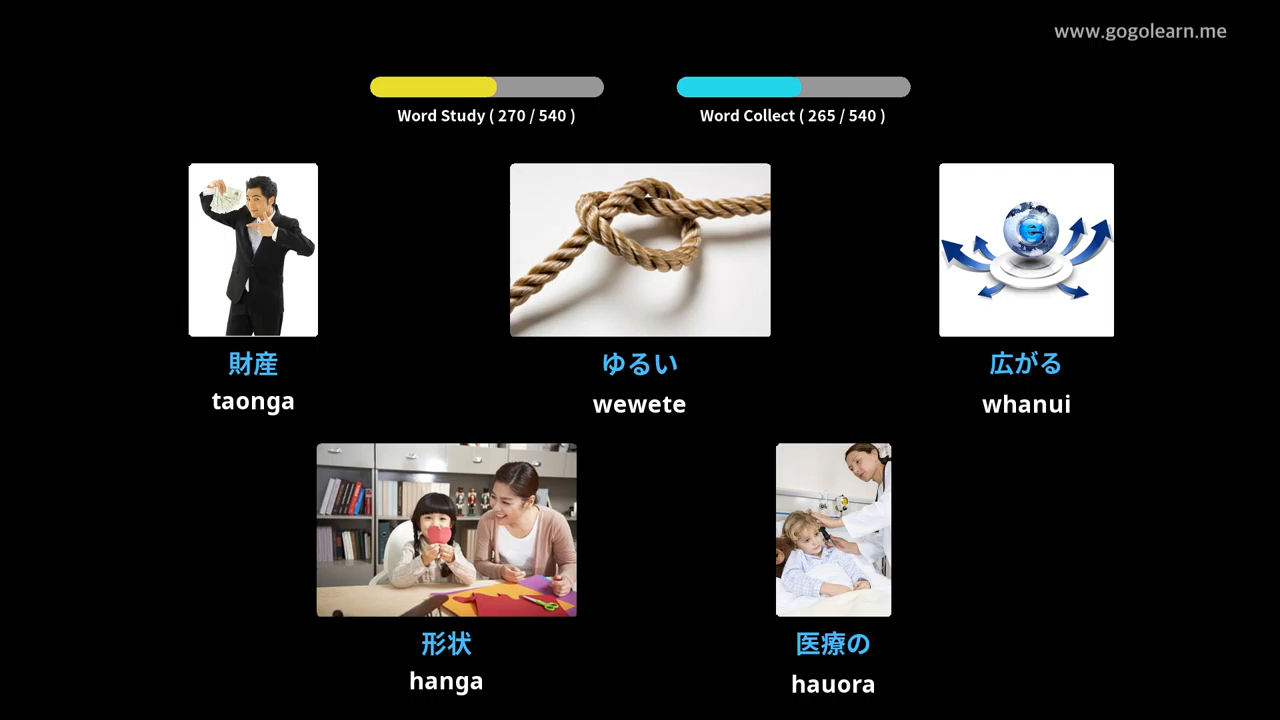 www.gogolearn.me
Word Study ( 270 / 540 )
Word Collect ( 265 / 540 )
財産
taonga
ゆるい
wewete
広がる
whanui
形状
hanga
医療の
hauora